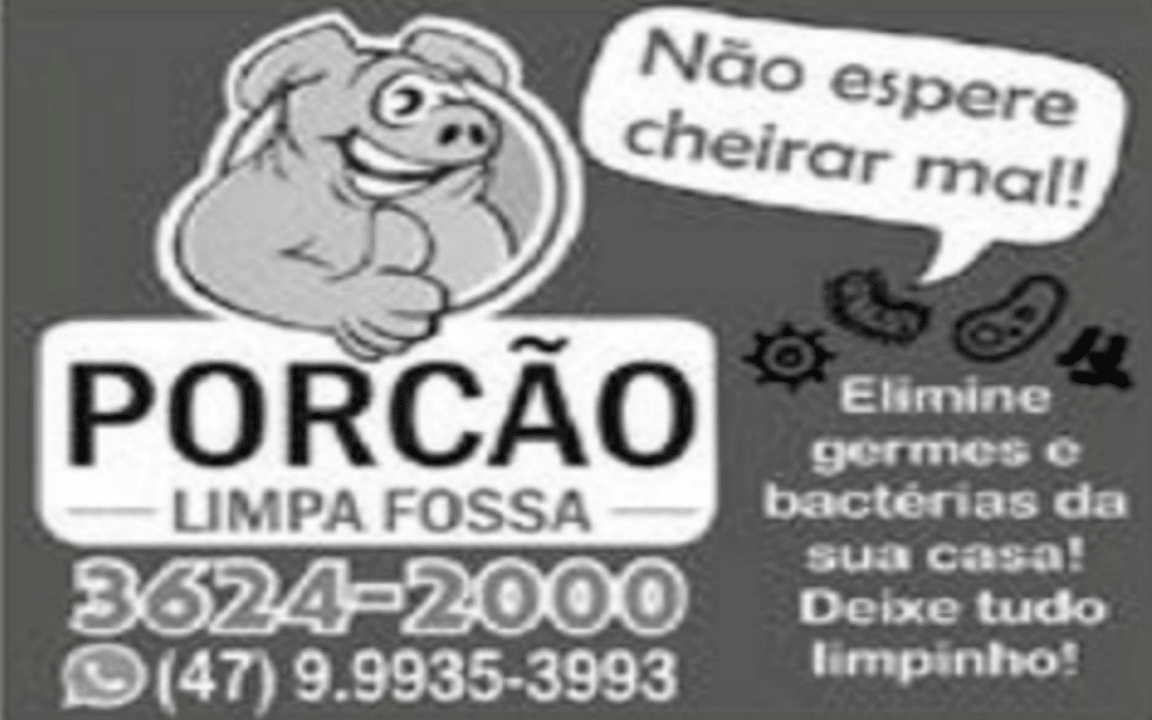 Não espere
cheirar mal!
PORCÃO
LIMPA FOSSA
3624-2000
(47) 9.9935-3993
Elimine
germes e
bactérias da
sua casa!
Deixe tudo
limpinho!